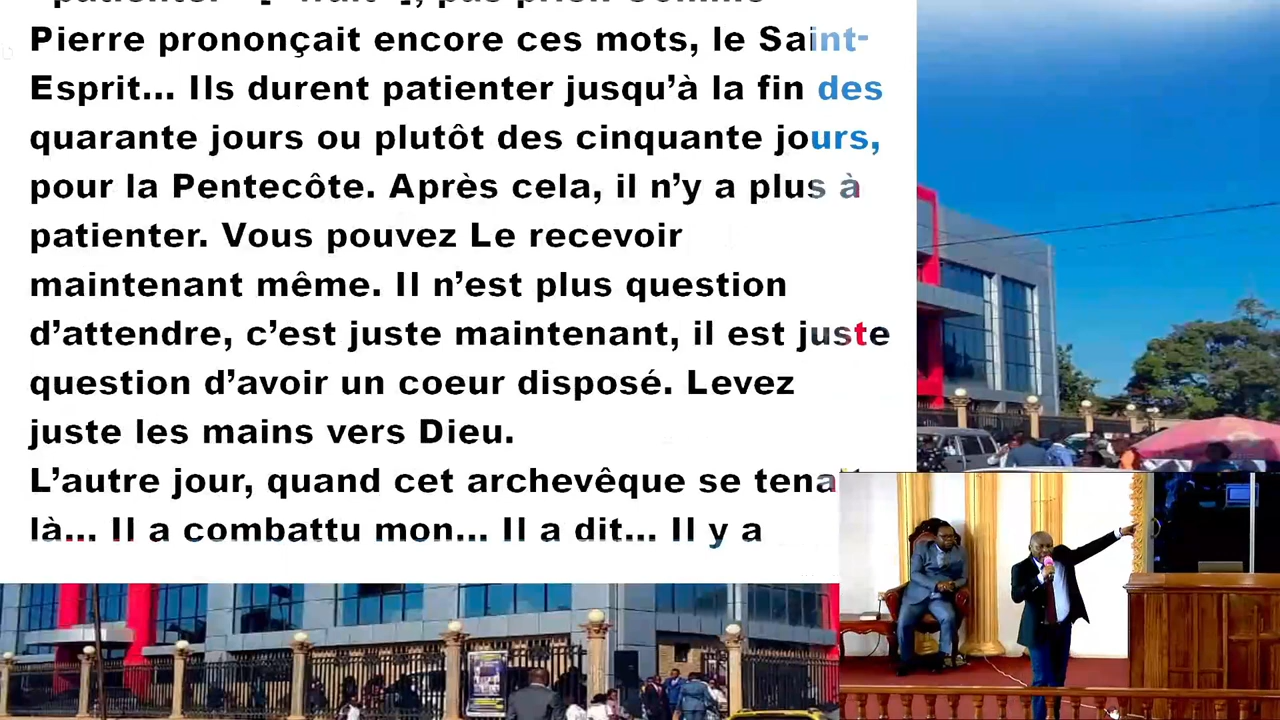 Pierre prononçait encore ces mots, le Saint-
Esprit... Ils durent patienter jusqu’à la fin des
quarante jours ou plutôt des cinquante jours,
pour la Pentecôte. Après cela, il n’y a plus à
patienter. Vous pouvez Le recevoir
maintenant même. Il n’est plus question
d’attendre, c’est juste maintenant, il est juste
question d’avoir un coeur disposé. Levez
juste les mains vers Dieu.
L’autre jour, quand cet archevêque se tenait
là... Il a combattu mon... Il a dit... Il y a